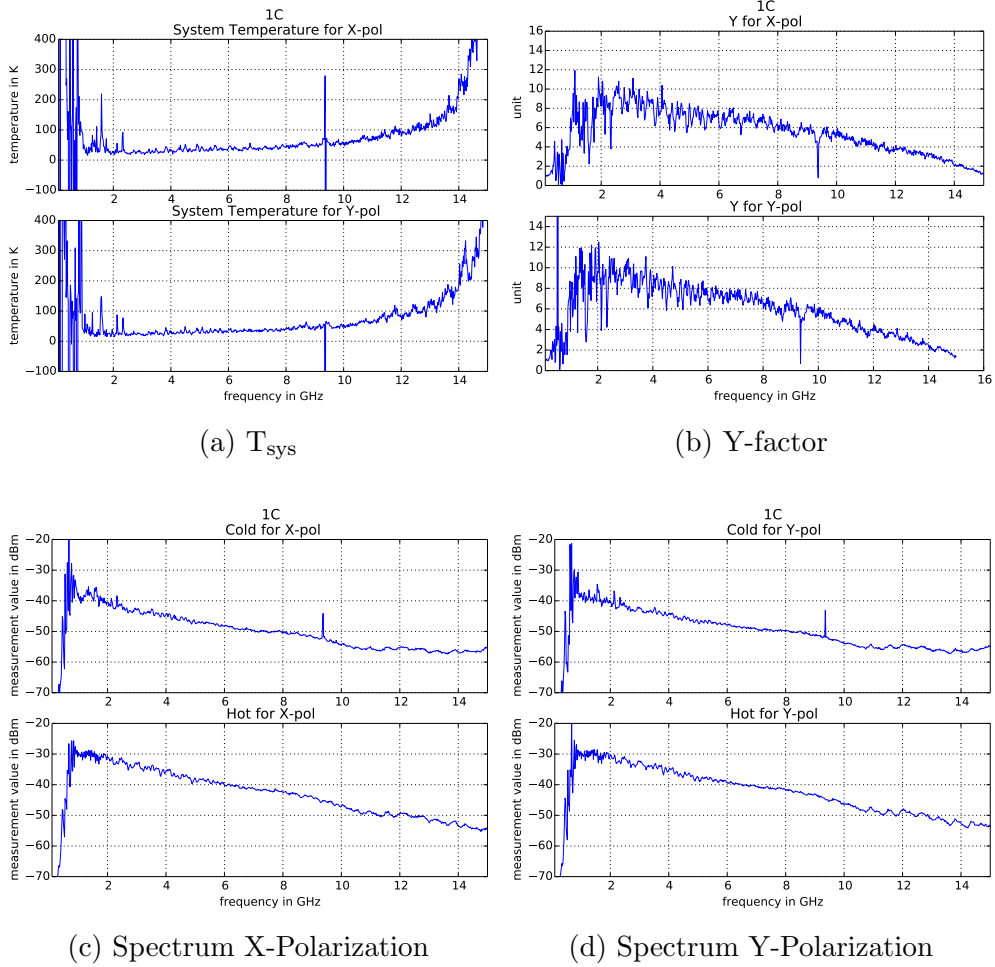 1C
System Temperature for X-pol
400
300
200
100
0
−100
temperature in K
2 4 6 8 10 12 14
System Temperature for Y-pol
400
300
200
100
0
−100
temperature in K
2 4 6 8 10 12 14
frequency in GHz
(a) Tsys
1C
Y for X-pol
16
14
12
10
8
6
4
2
0
unit
2 4 6 8 10 12 14
Y for Y-pol
14
12
10
8
6
4
2
0
unit
2 4 6 8 10 12 14 16
frequency in GHz
(b) Y-factor
1C
Cold for X-pol
−20
−30
−40
−50
−60
−70
measurement value in dBm
2 4 6 8 10 12 14
Hot for X-pol
−20
−30
−40
−50
−60
−70
measurement value in dBm
2 4 6 8 10 12 14
frequency in GHz
(c) Spectrum X-Polarization
1C
Cold for Y-pol
−20
−30
−40
−50
−60
−70
measurement value in dBm
2 4 6 8 10 12 14
Hot for Y-pol
−20
−30
−40
−50
−60
−70
measurement value in dBm
2 4 6 8 10 12 14
frequency in GHz
(d) Spectrum Y-Polarization